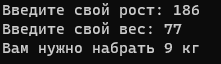 Введите свой рост: 186
Введите свой вес: 77
Вам нужно набрать 9 кг